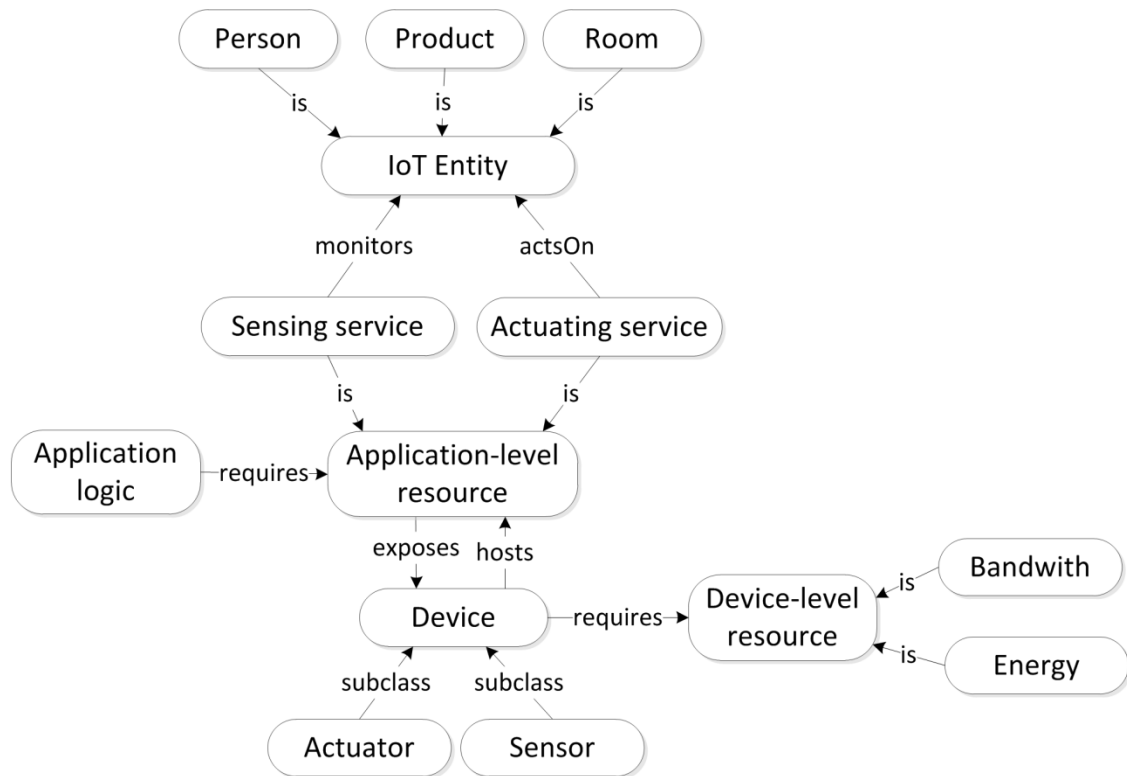 Person
Product
Room
is
is
is
IoT Entity
monitors
actsOn
Sensing service
Actuating service
is
is
Application
logic
requires
Application-level
resource
exposes
hosts
Device
requires
Device-level
resource
is
Bandwith
is
Energy
subclass
subclass
Actuator
Sensor